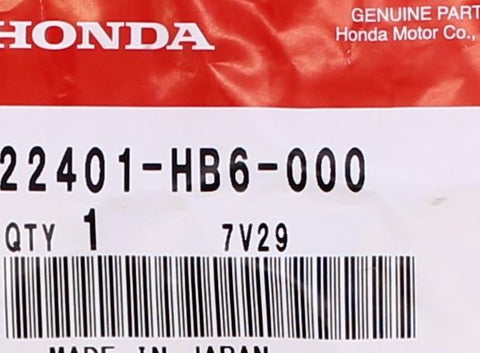 HONDA
GENUINE PART
Honda Motor Co.,
22401-HB6-000
QTY 1 7V29
MADE IN JAPAN